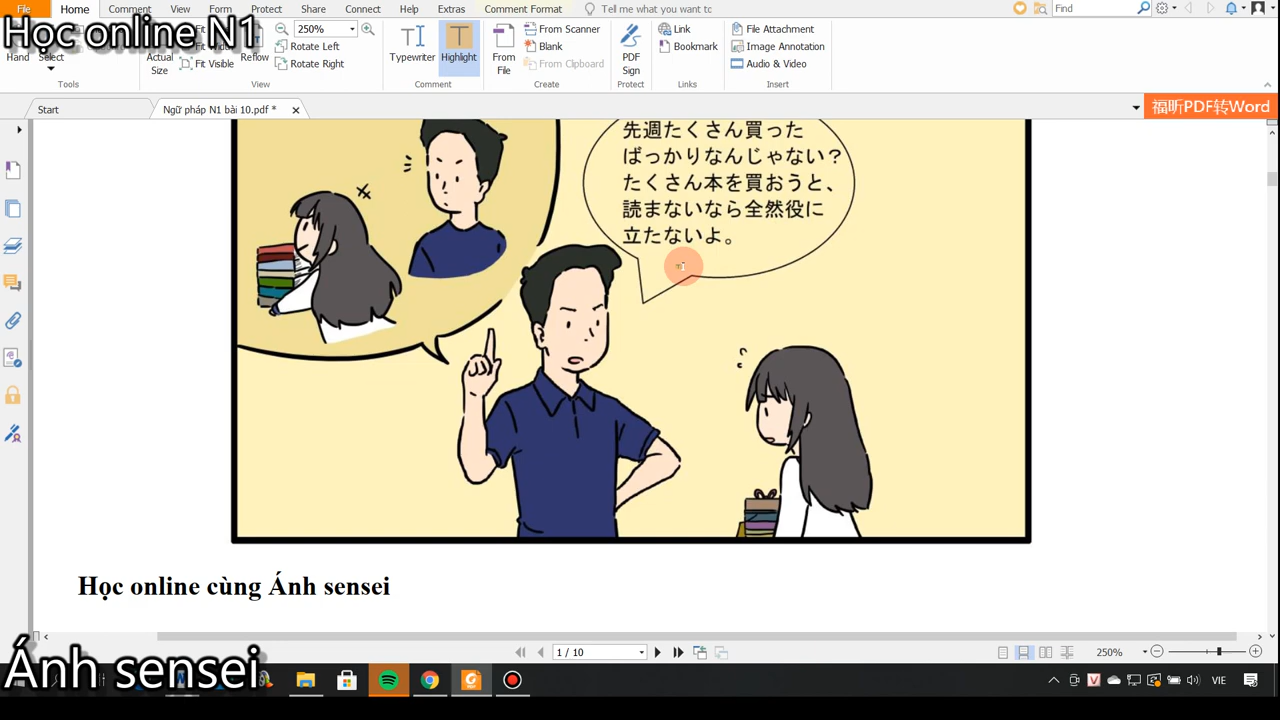 File
Home
Comment
View
Form
Protect
Share
Connect
Help
Extras
Comment Format
Tell me what you want tc
Find
Học online N1
Hand
Select
Tools
Actual
Size
Fit Visible
Reflow
250%
Rotate Left
Rotate Right
View
Typewriter
Highlight
Comment
From
File
From Scanner
Blank
From Clipboard
Create
PDF
Sign
Protect
Link
Bookmark
Links
File Attachment
Image Annotation
Audio & Video
Insert
Start
Ngữ pháp N1 bài 10.pdf *
福昕PDF转Word
先週たくさん買った
ばっかりなんじゃない？
たくさん本を買おうと、
読まないなら全然役に
立たないよ。
Học online cùng Ánh sensei
1 / 10
250%
Ánh sensei
VIE